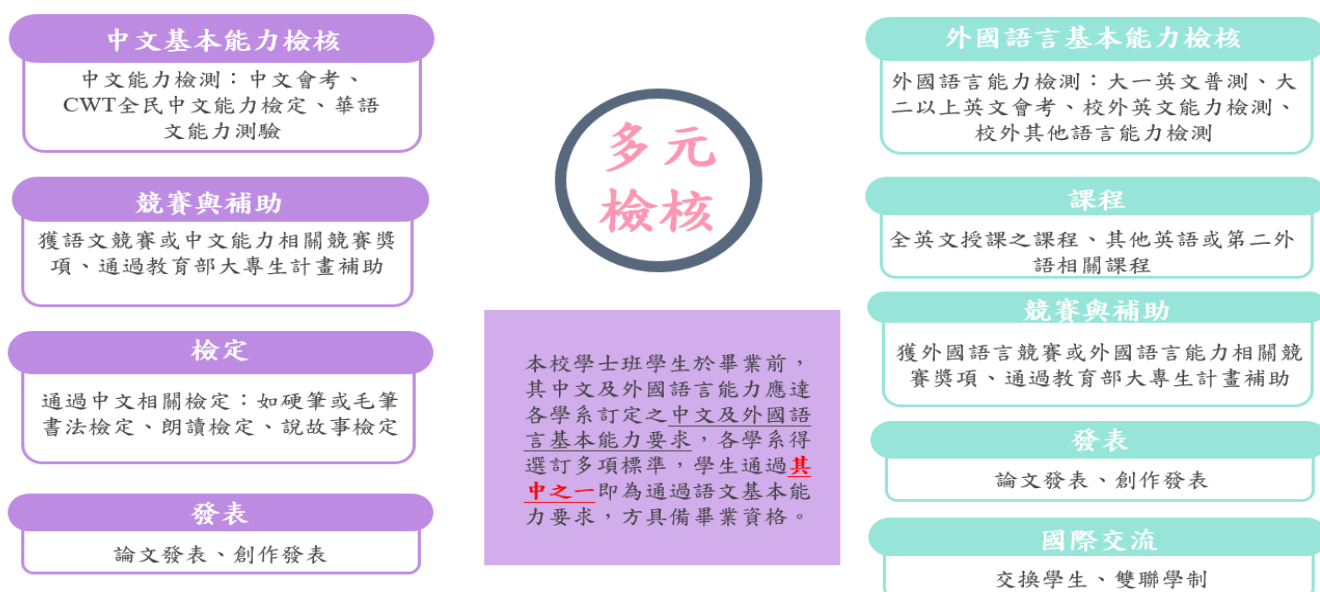 中文基本能力檢核
中文能力檢測：中文會考、
CWT全民中文能力檢定、華語
文能力測驗
競賽與補助
獲語文競賽或中文能力相關競賽獎
項、通過教育部大專生計畫補助
檢定
通過中文相關檢定：如硬筆或毛筆
書法檢定、朗讀檢定、說故事檢定
發表
論文發表、創作發表
多元
檢核
本校學士班學生於畢業前，
其中文及外國語言能力應達
各學系訂定之中文及外國語
言基本能力要求，各學系得
選訂多項標準，學生通過其
中之一即為通過語文基本能
力要求，方具備畢業資格。
外國語言基本能力檢核
外國語言能力檢測：大一英文普測、大
二以上英文會考、校外英文能力檢測、
校外其他語言能力檢測
課程
全英文授課之課程、其他英語或第二外
語相關課程
競賽與補助
獲外國語言競賽或外國語言能力相關競
賽獎項、通過教育部大專生計畫補助
發表
論文發表、創作發表
國際交流
交換學生、雙聯學制